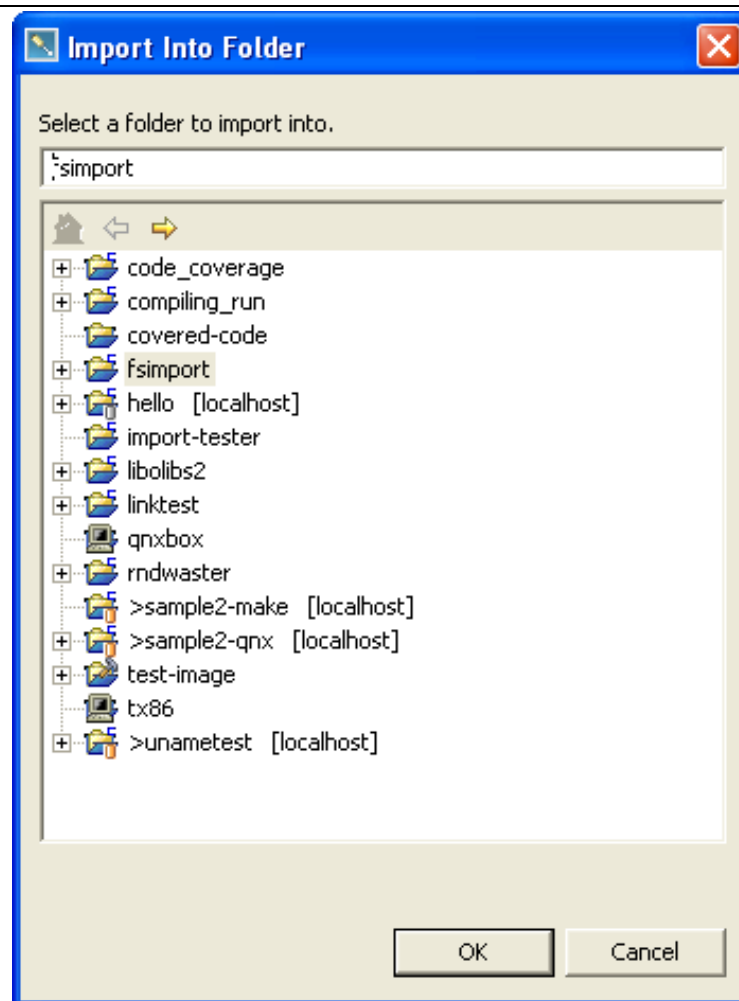 Import Into Folder
Select a folder to import into.
fsimport
code_coverage
compiling_run
covered-code
fsimport
hello [localhost]
import-tester
libolibs2
linktest
qnxbox
rndwaster
>sample2-make [localhost]
>sample2-qnx [localhost]
test-image
tx86
>unametest [localhost]
OK Cancel